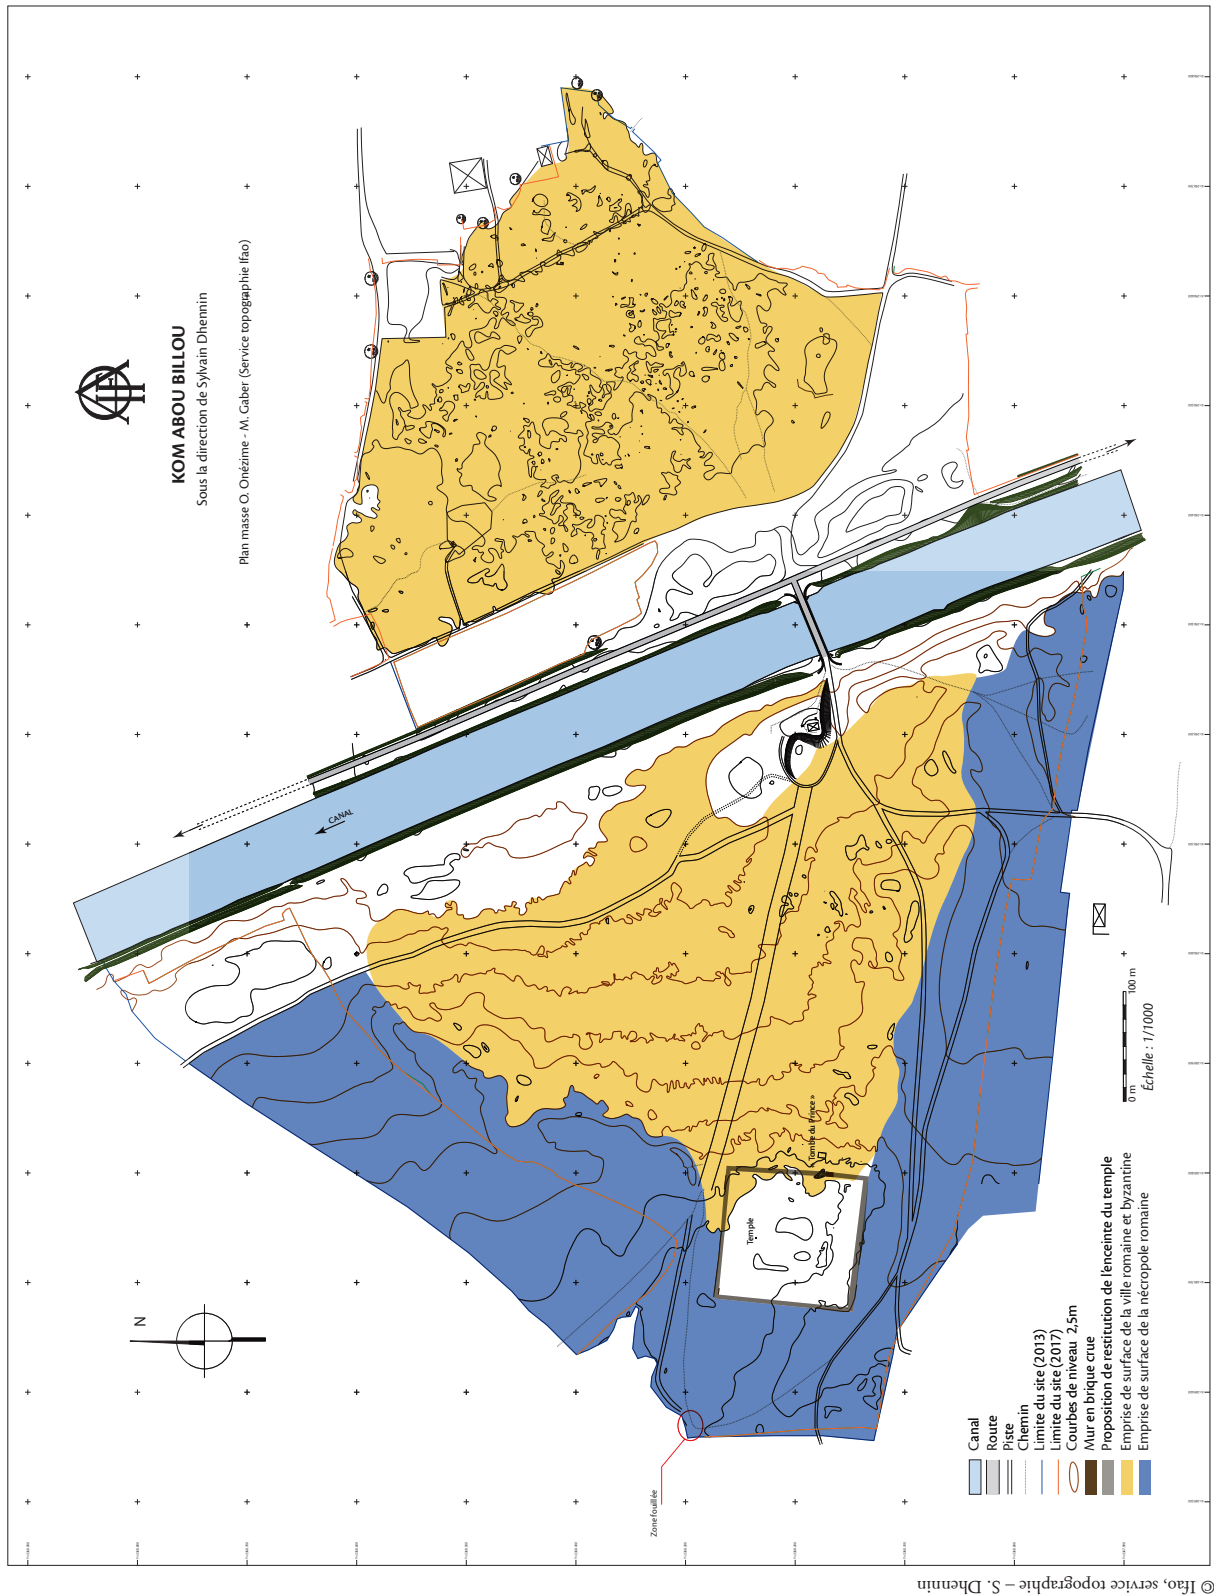 KOM ABOU BILLOU
Sous la direction de Sylvain Dhennin
Plan masse O. Onézime - M. Gaber (Service topographie Ifao)
N
CANAL
Temple
« Tombe du Prince »
Zone fouillée
Canal
Route
Piste
Chemin
Limite du site (2013)
Limite du site (2017)
Courbes de niveau 2,5m
Mur en brique crue
Proposition de restitution de l'enceinte du temple
Emprise de surface de la ville romaine et byzantine
Emprise de surface de la nécropole romaine
0 m 100 m
Échelle : 1/1000
© Ifao, service topographie – S. Dhennin